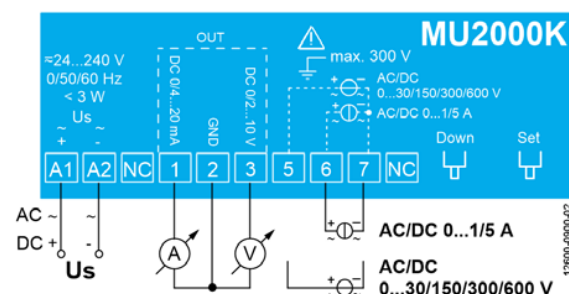 OUT
MU2000K
≂24...240 V
0/50/60 Hz
< 3 W
Us
~ ~
+ -
DC 0/4...20 mA
GND
DC 0/2...10 V
max. 300 V
+ -
~ ~
AC/DC
0...30/150/300/600 V
+ -
~ ~
AC/DC 0...1/5 A
Down
Set
A1 A2 NC 1 2 3 5 6 7 NC
AC ~ ~
DC + -
Us
A
V
+ -
~ ~
AC/DC 0...1/5 A
+ -
~ ~
AC/DC
0...30/150/300/600 V
12600-0900-02